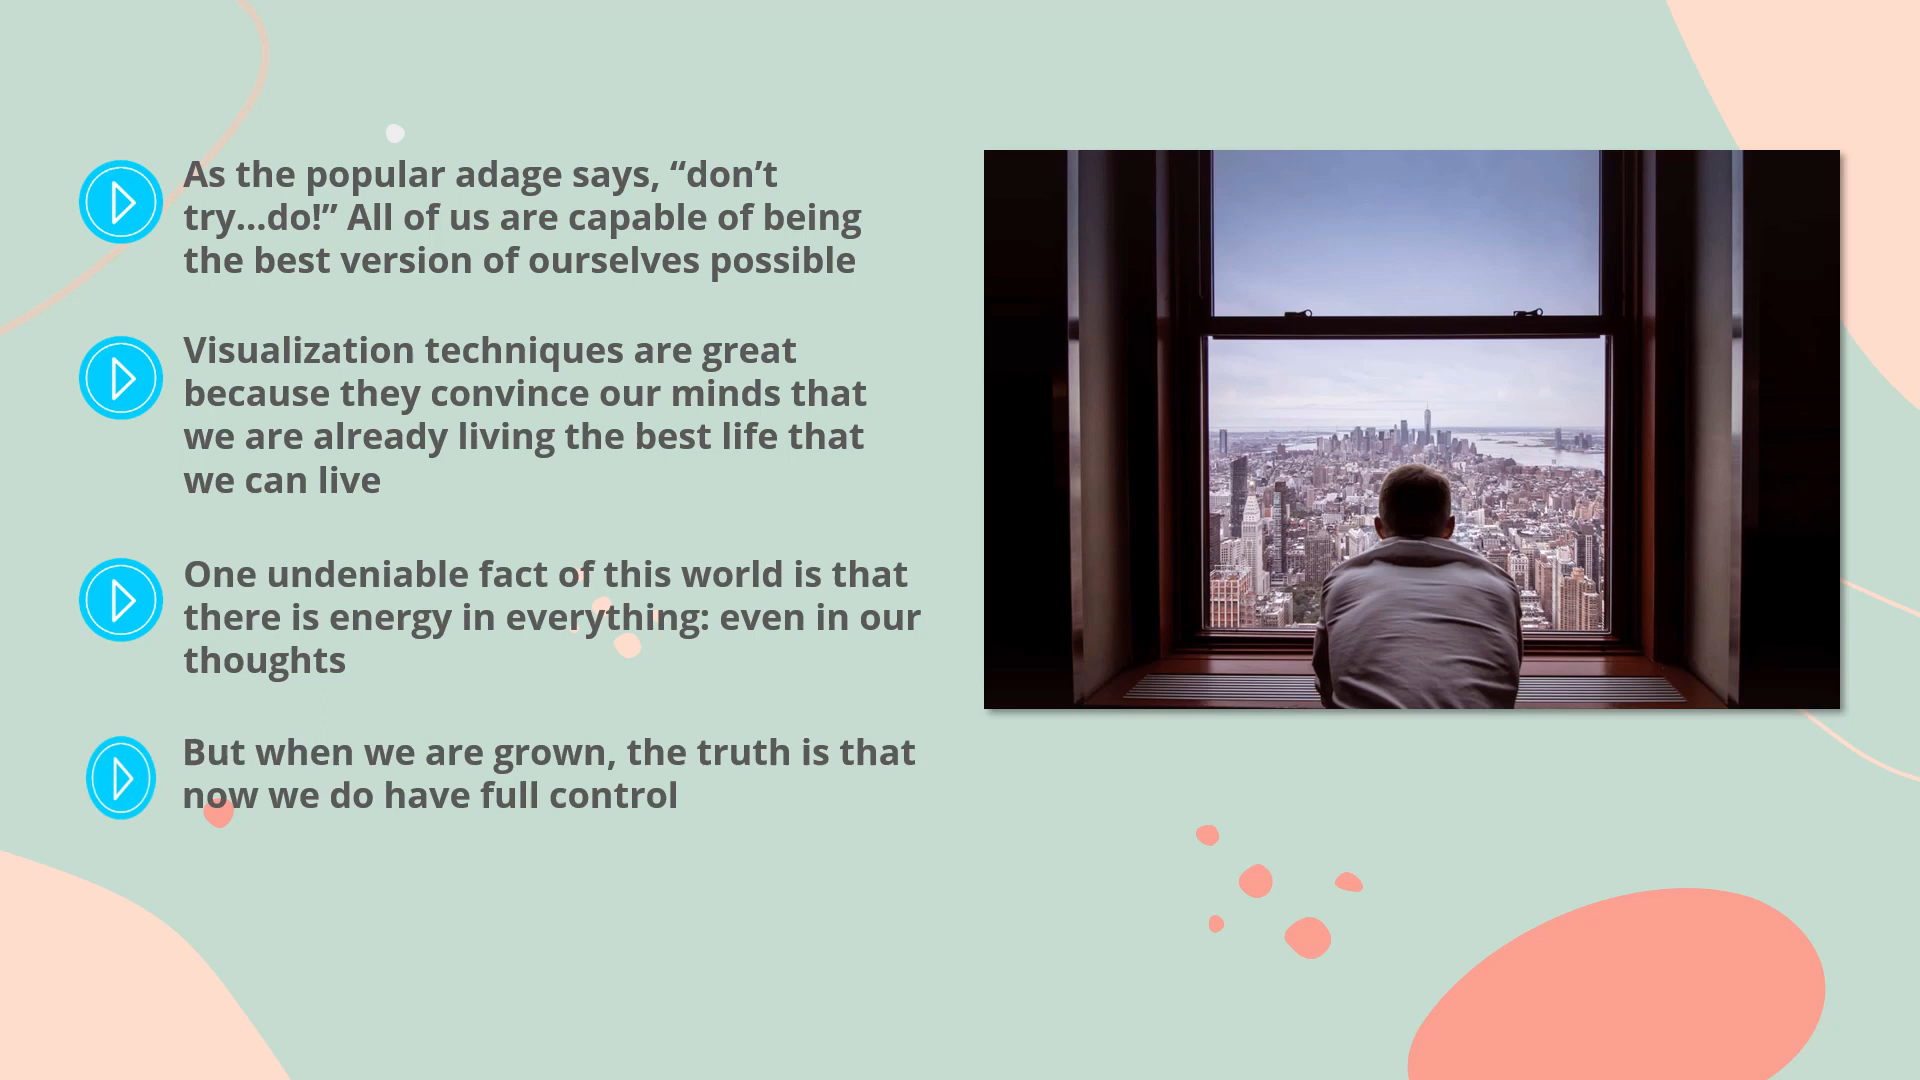 As the popular adage says, “don’t
try...do!” All of us are capable of being
the best version of ourselves possible
Visualization techniques are great
because they convince our minds that
we are already living the best life that
we can live
One undeniable fact of this world is that
there is energy in everything: even in our
thoughts
But when we are grown, the truth is that
now we do have full control